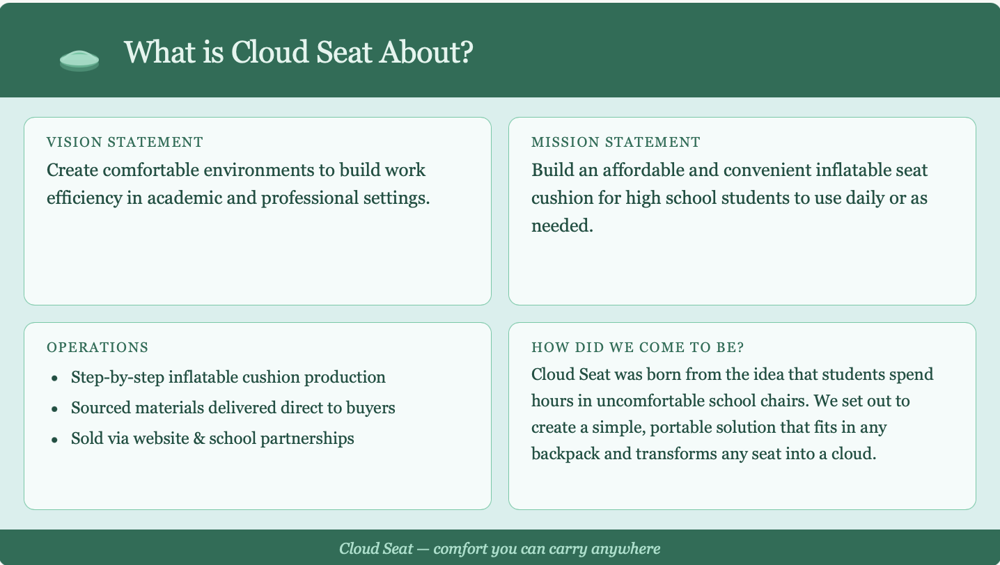 What is Cloud Seat About?
VISION STATEMENT
Create comfortable environments to build work
efficiency in academic and professional settings.
MISSION STATEMENT
Build an affordable and convenient inflatable seat
cushion for high school students to use daily or as
needed.
OPERATIONS
• Step-by-step inflatable cushion production
• Sourced materials delivered direct to buyers
• Sold via website & school partnerships
HOW DID WE COME TO BE?
Cloud Seat was born from the idea that students spend
hours in uncomfortable school chairs. We set out to
create a simple, portable solution that fits in any
backpack and transforms any seat into a cloud.
Cloud Seat — comfort you can carry anywhere